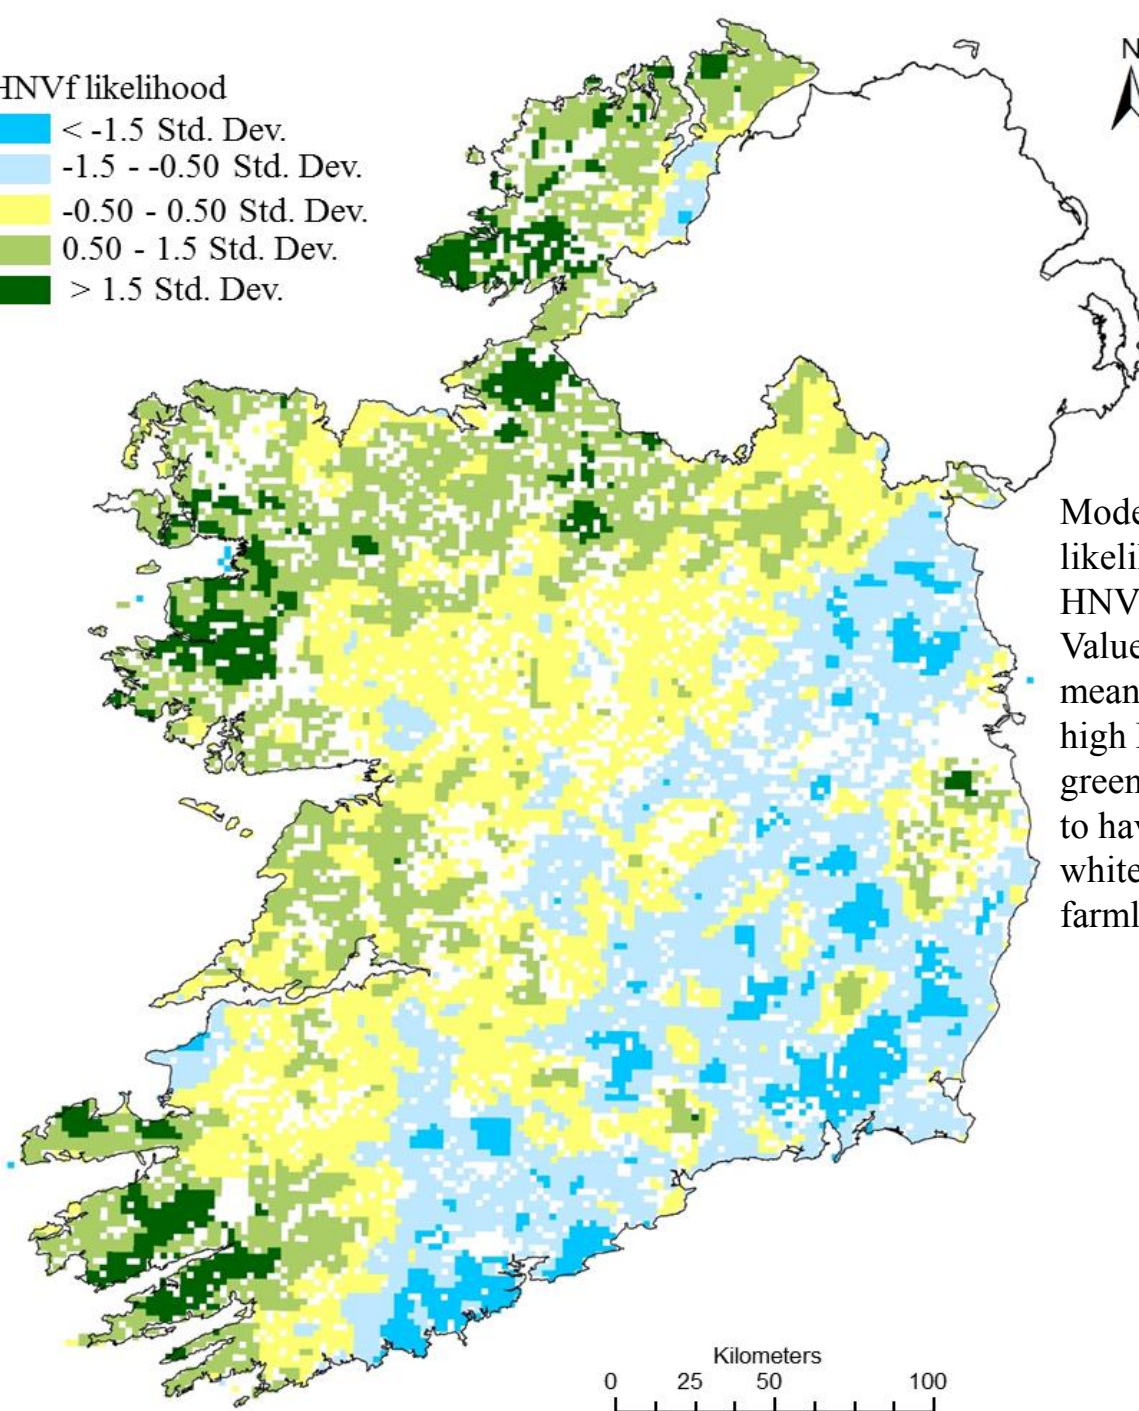 HNVf likelihood
< -1.5 Std. Dev.
-1.5 - -0.50 Std. Dev.
-0.50 - 0.50 Std. Dev.
0.50 - 1.5 Std. Dev.
> 1.5 Std. Dev.
N
Mode
likeli
HNV
Value
mean
high
green
to hav
white
farml
Kilometers
0 25 50 100